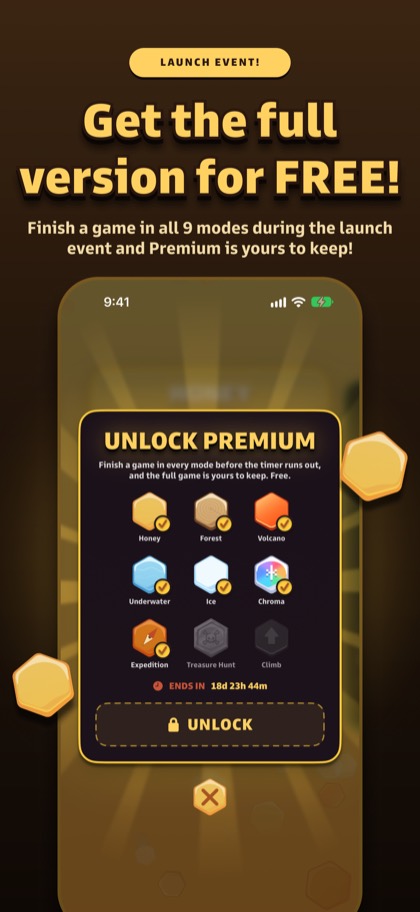 LAUNCH EVENT!
Get the full
version for FREE!
Finish a game in all 9 modes during the launch
event and Premium is yours to keep!
9:41
UNLOCK PREMIUM
Finish a game in every mode before the timer runs out,
and the full game is yours to keep. Free.
Honey
Forest
Volcano
Underwater
Ice
Chroma
Expedition
Treasure Hunt
Climb
ENDS IN 18d 23h 44m
UNLOCK